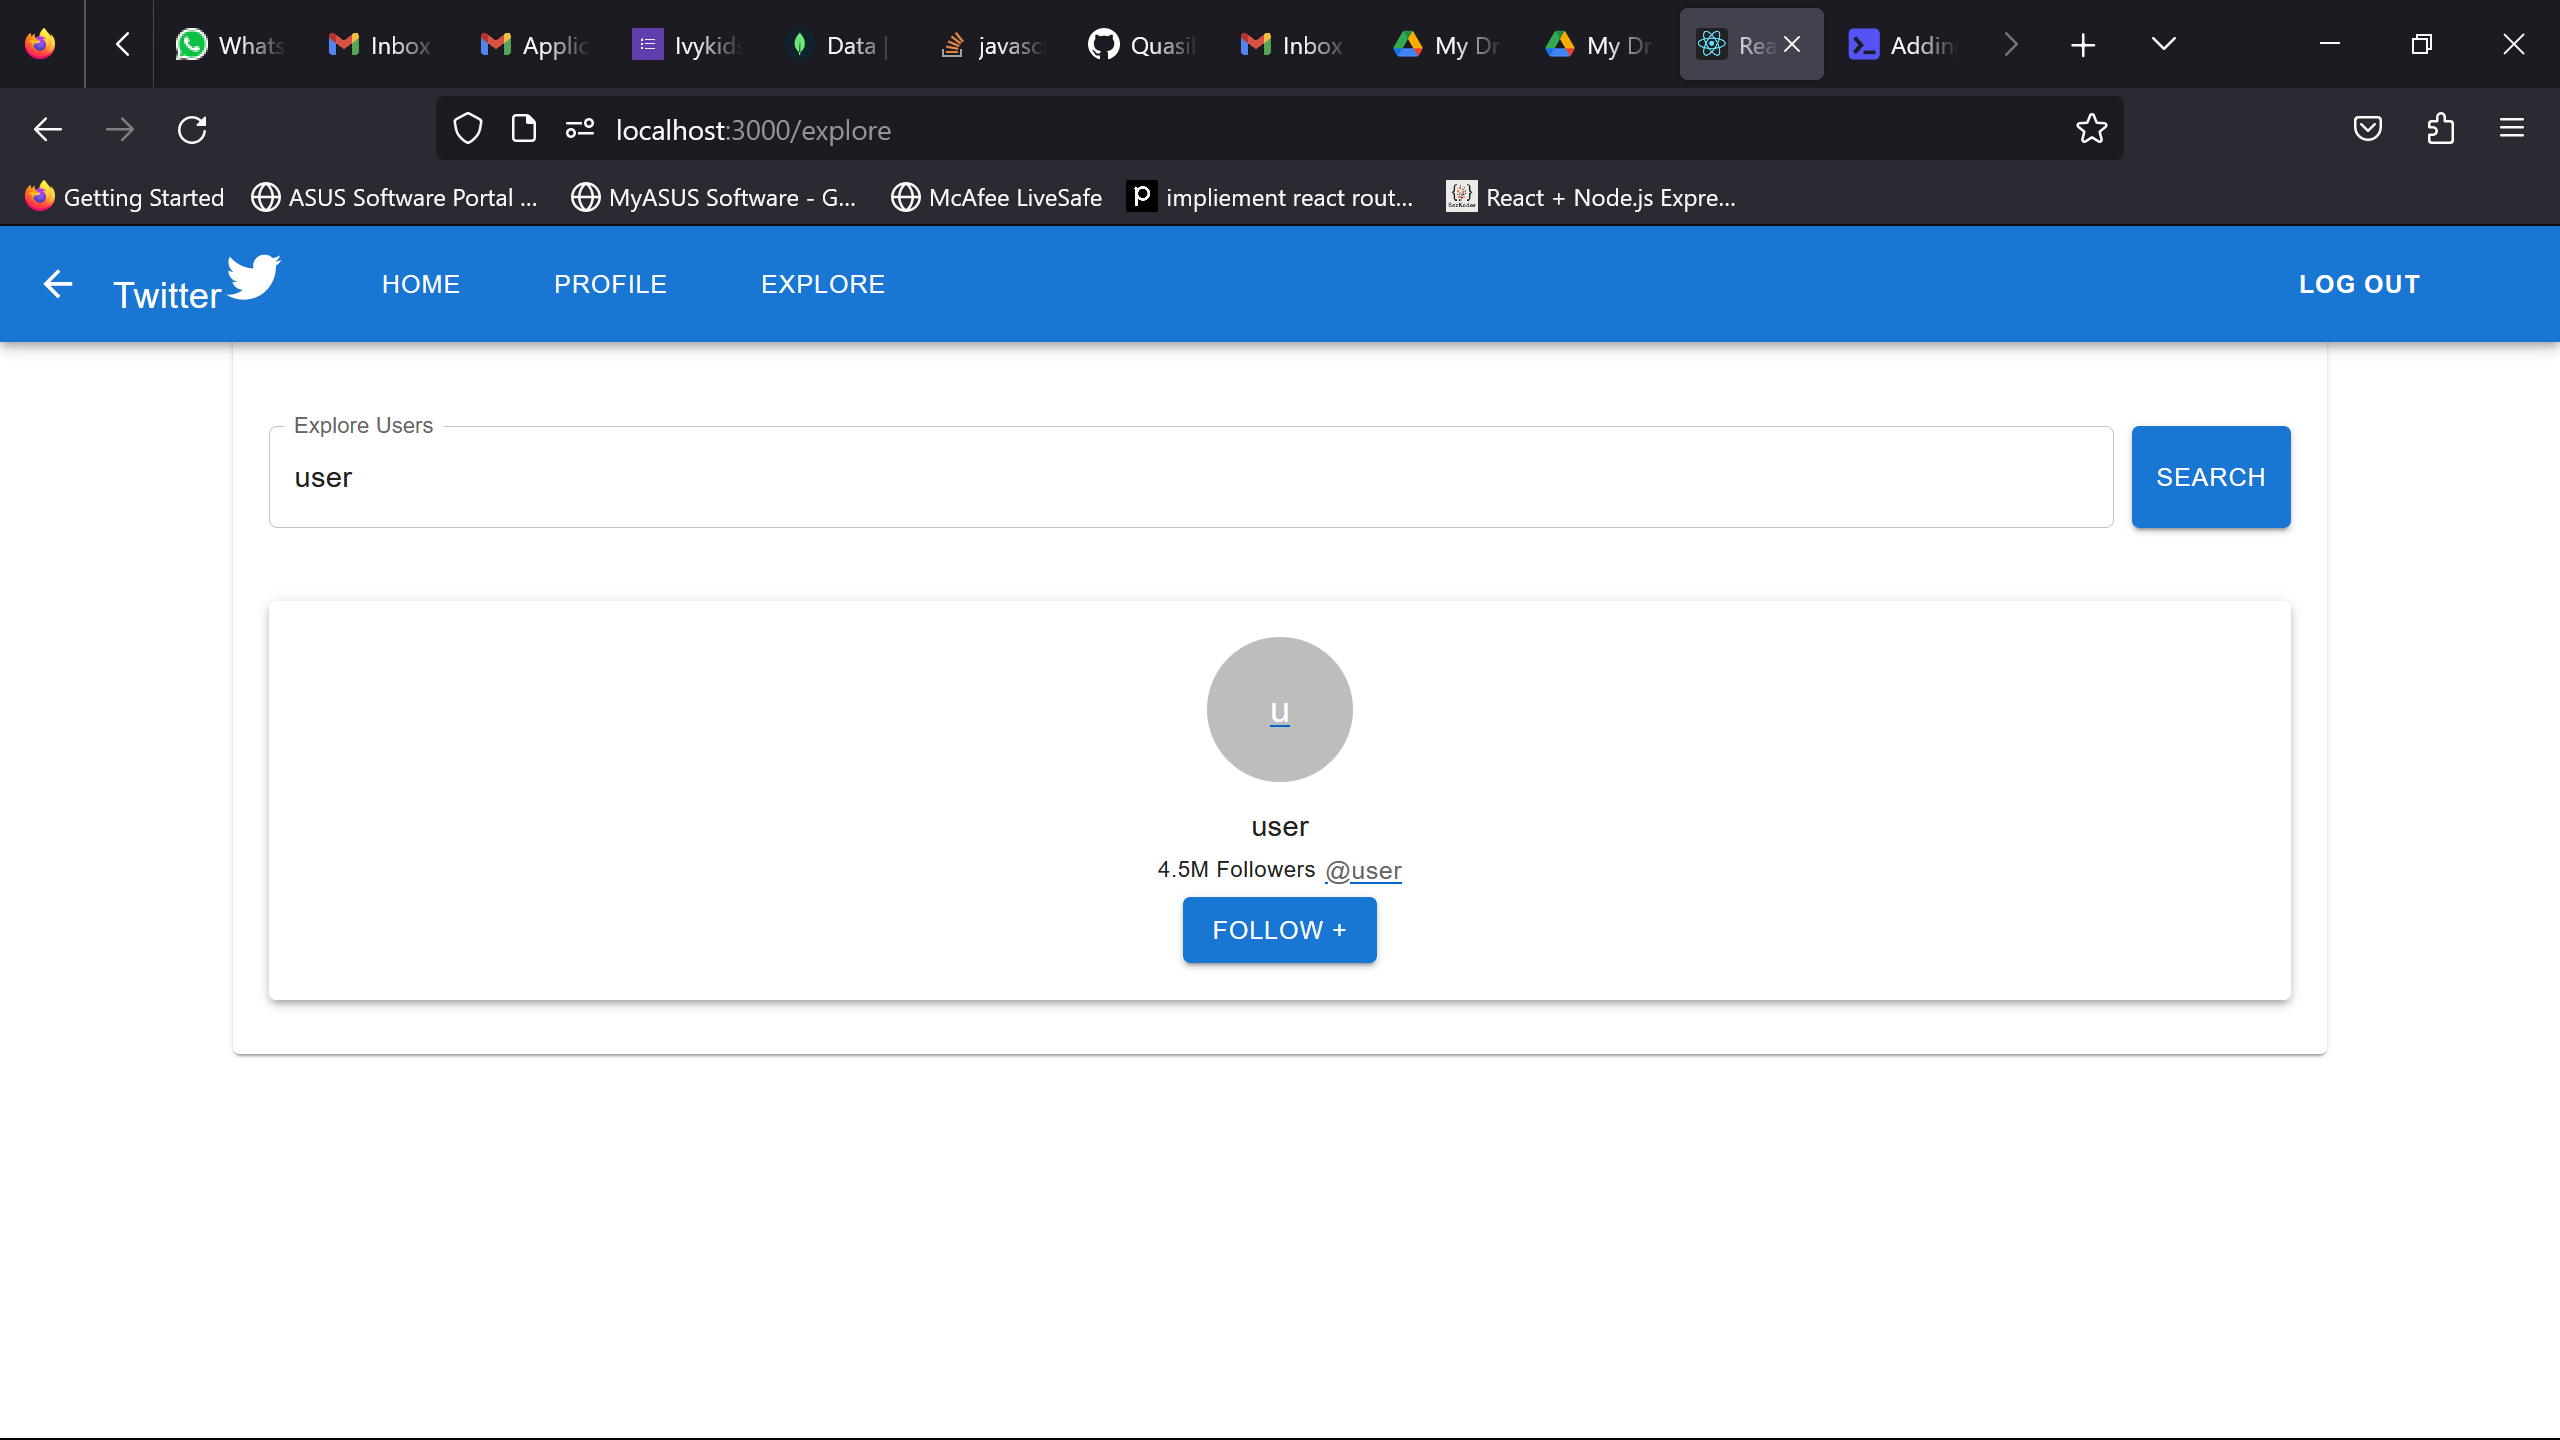 Whats Inbox Applic Ivykids Data | javasc Quasil Inbox My Dr My Dr Rea Adding
localhost:3000/explore
Getting Started ASUS Software Portal ... MyASUS Software - G... McAfee LiveSafe impliement react rout... React + Node.js Expre...
Twitter HOME PROFILE EXPLORE LOG OUT
Explore Users
user SEARCH
u
user
4.5M Followers @user
FOLLOW +